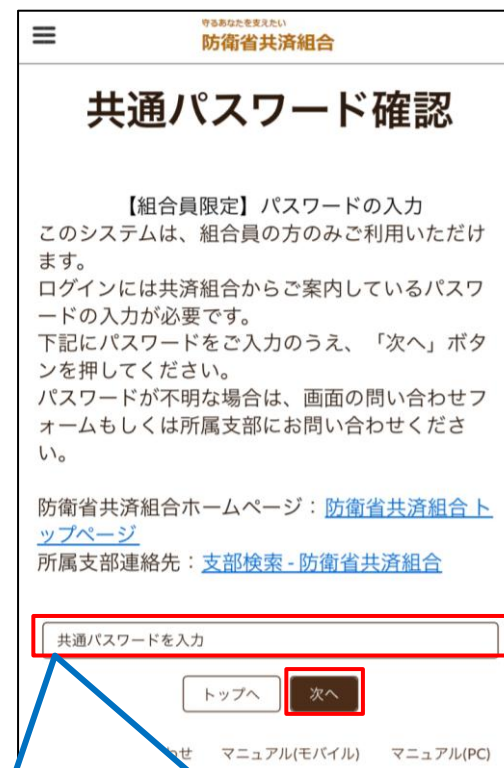 守るあなたを支えたい
防衛省共済組合
共通パスワード確認
【組合員限定】パスワードの入力
このシステムは、組合員の方のみご利用いただけ
ます。
ログインには共済組合からご案内しているパスワ
ードの入力が必要です。
下記にパスワードをご入力のうえ、「次へ」ボタ
ンを押してください。
パスワードが不明な場合は、画面の問い合わせフ
ォームもしくは所属支部にお問い合わせくださ
い。
防衛省共済組合ホームページ：防衛省共済組合 ト
ップページ
所属支部連絡先：支部検索 - 防衛省共済組合
共通パスワードを入力
トップへ 次へ
わせ マニュアル(モバイル) マニュアル(PC)